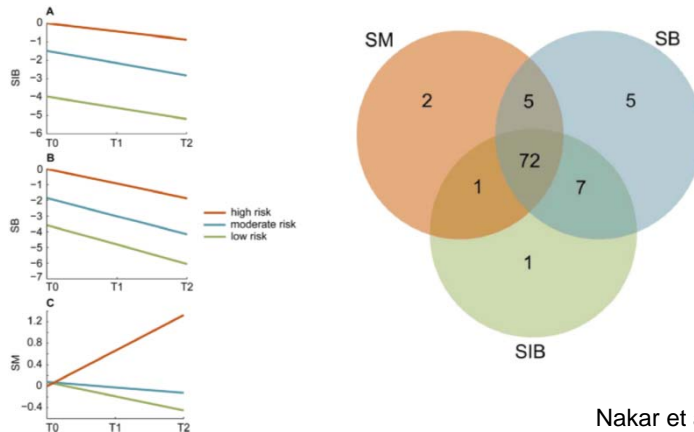 A
0
−1
−2
−3
−4
−5
−6
SIB
T0 T1 T2
B
0
−1
−2
−3
−4
−5
−6
−7
SB
T0 T1 T2
high risk
moderate risk
low risk
C
1.2
0.8
0.4
0
−0.4
SM
T0 T1 T2
SM
SB
2
5
5
72
1
7
1
SIB
Nakar et